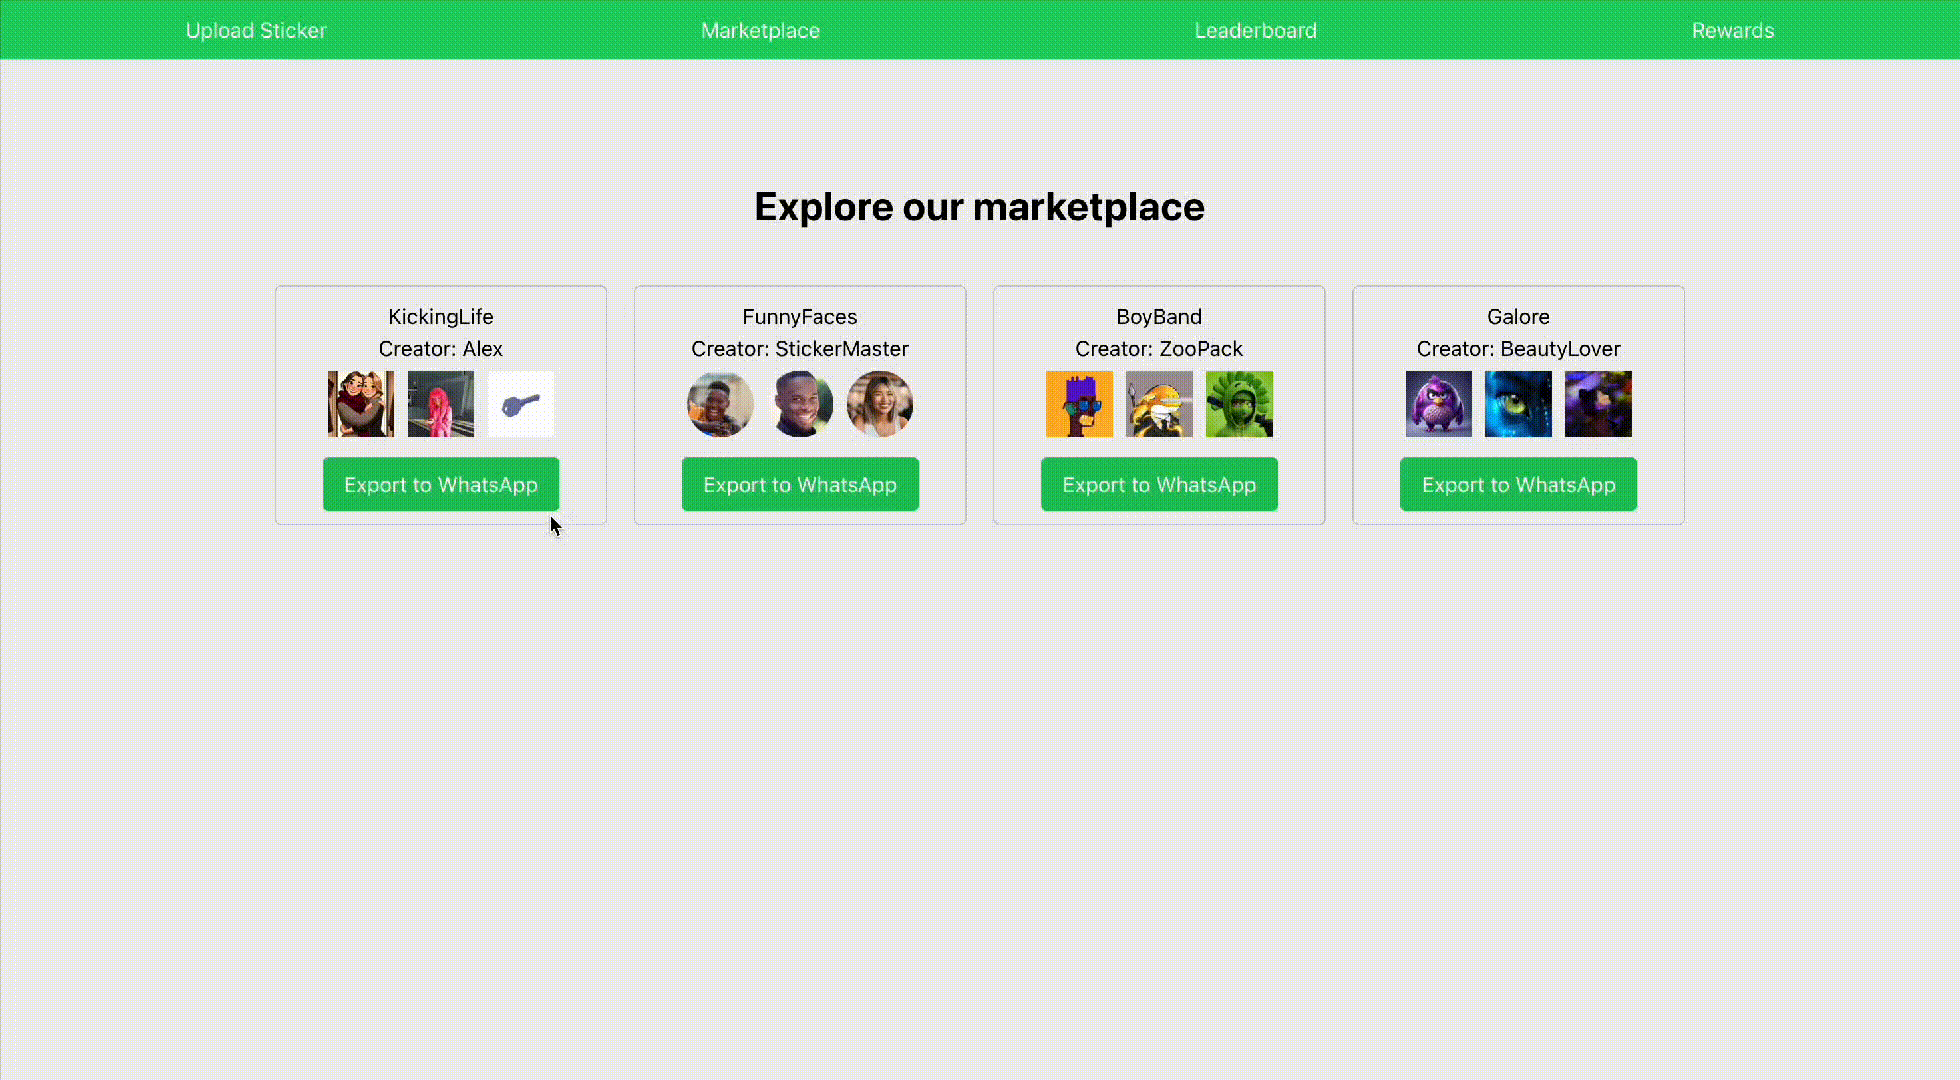 Upload Sticker
Marketplace
Leaderboard
Rewards
Explore our marketplace
KickingLife
Creator: Alex
Export to WhatsApp
FunnyFaces
Creator: StickerMaster
Export to WhatsApp
BoyBand
Creator: ZooPack
Export to WhatsApp
Galore
Creator: BeautyLover
Export to WhatsApp